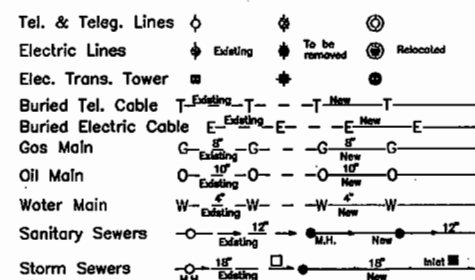 Tel. & Teleg. Lines
Electric Lines Existing To be removed Relocated
Elec. Trans. Tower
Buried Tel. Cable T Existing T T New T
Buried Electric Cable E Existing E E New E
Gos Main G 8" Existing G G 8" New G
Oil Main O 10" Existing O O 10" New O
Woter Main W 4" Existing W W 4" New W
Sanitary Sewers Existing 12" M.H. New 12"
Storm Sewers M.H. 18" Existing 18" New Inlet